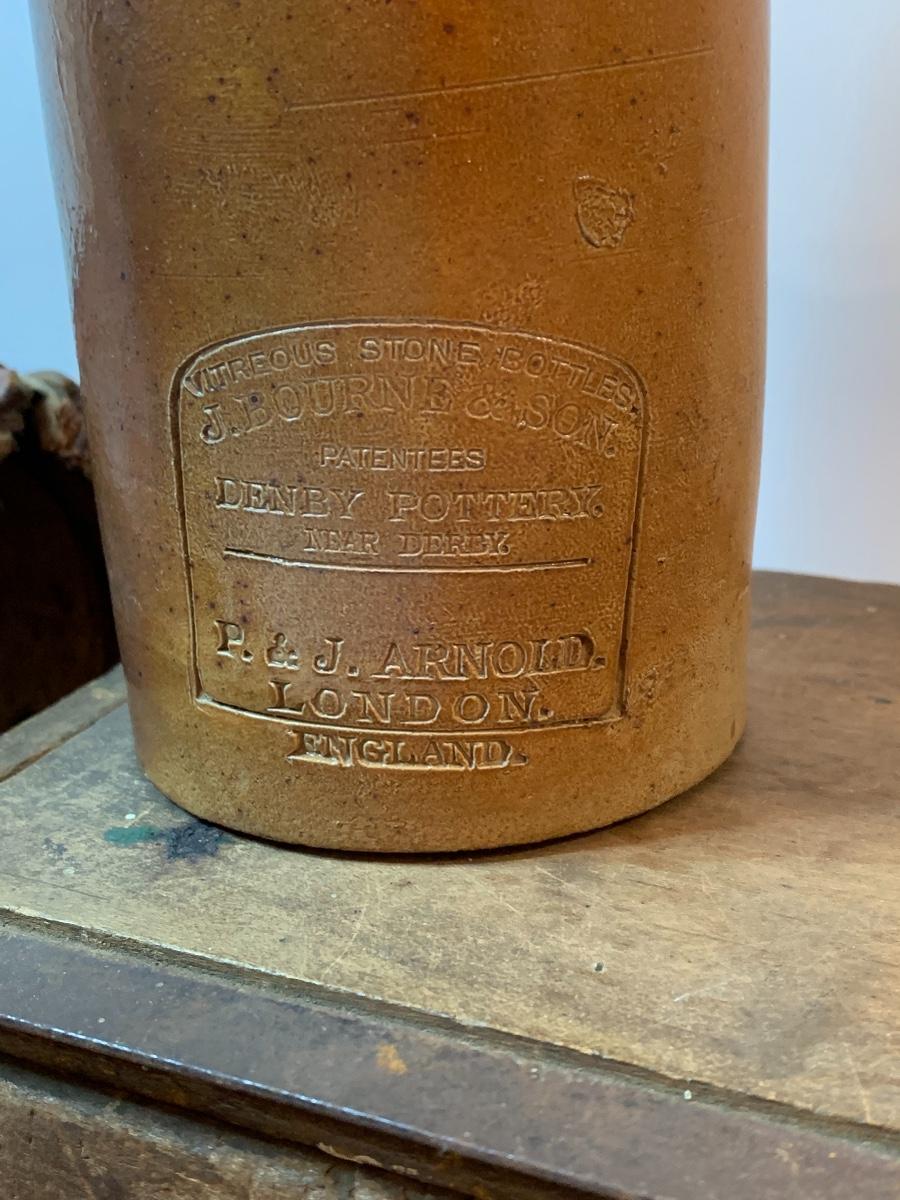 VITREOUS STONE BOTTLES,
J. BOURNE & SON.
PATENTEES
DENBY POTTERY.
NEAR DERBY.
P. & J. ARNOLD.
LONDON.
ENGLAND.